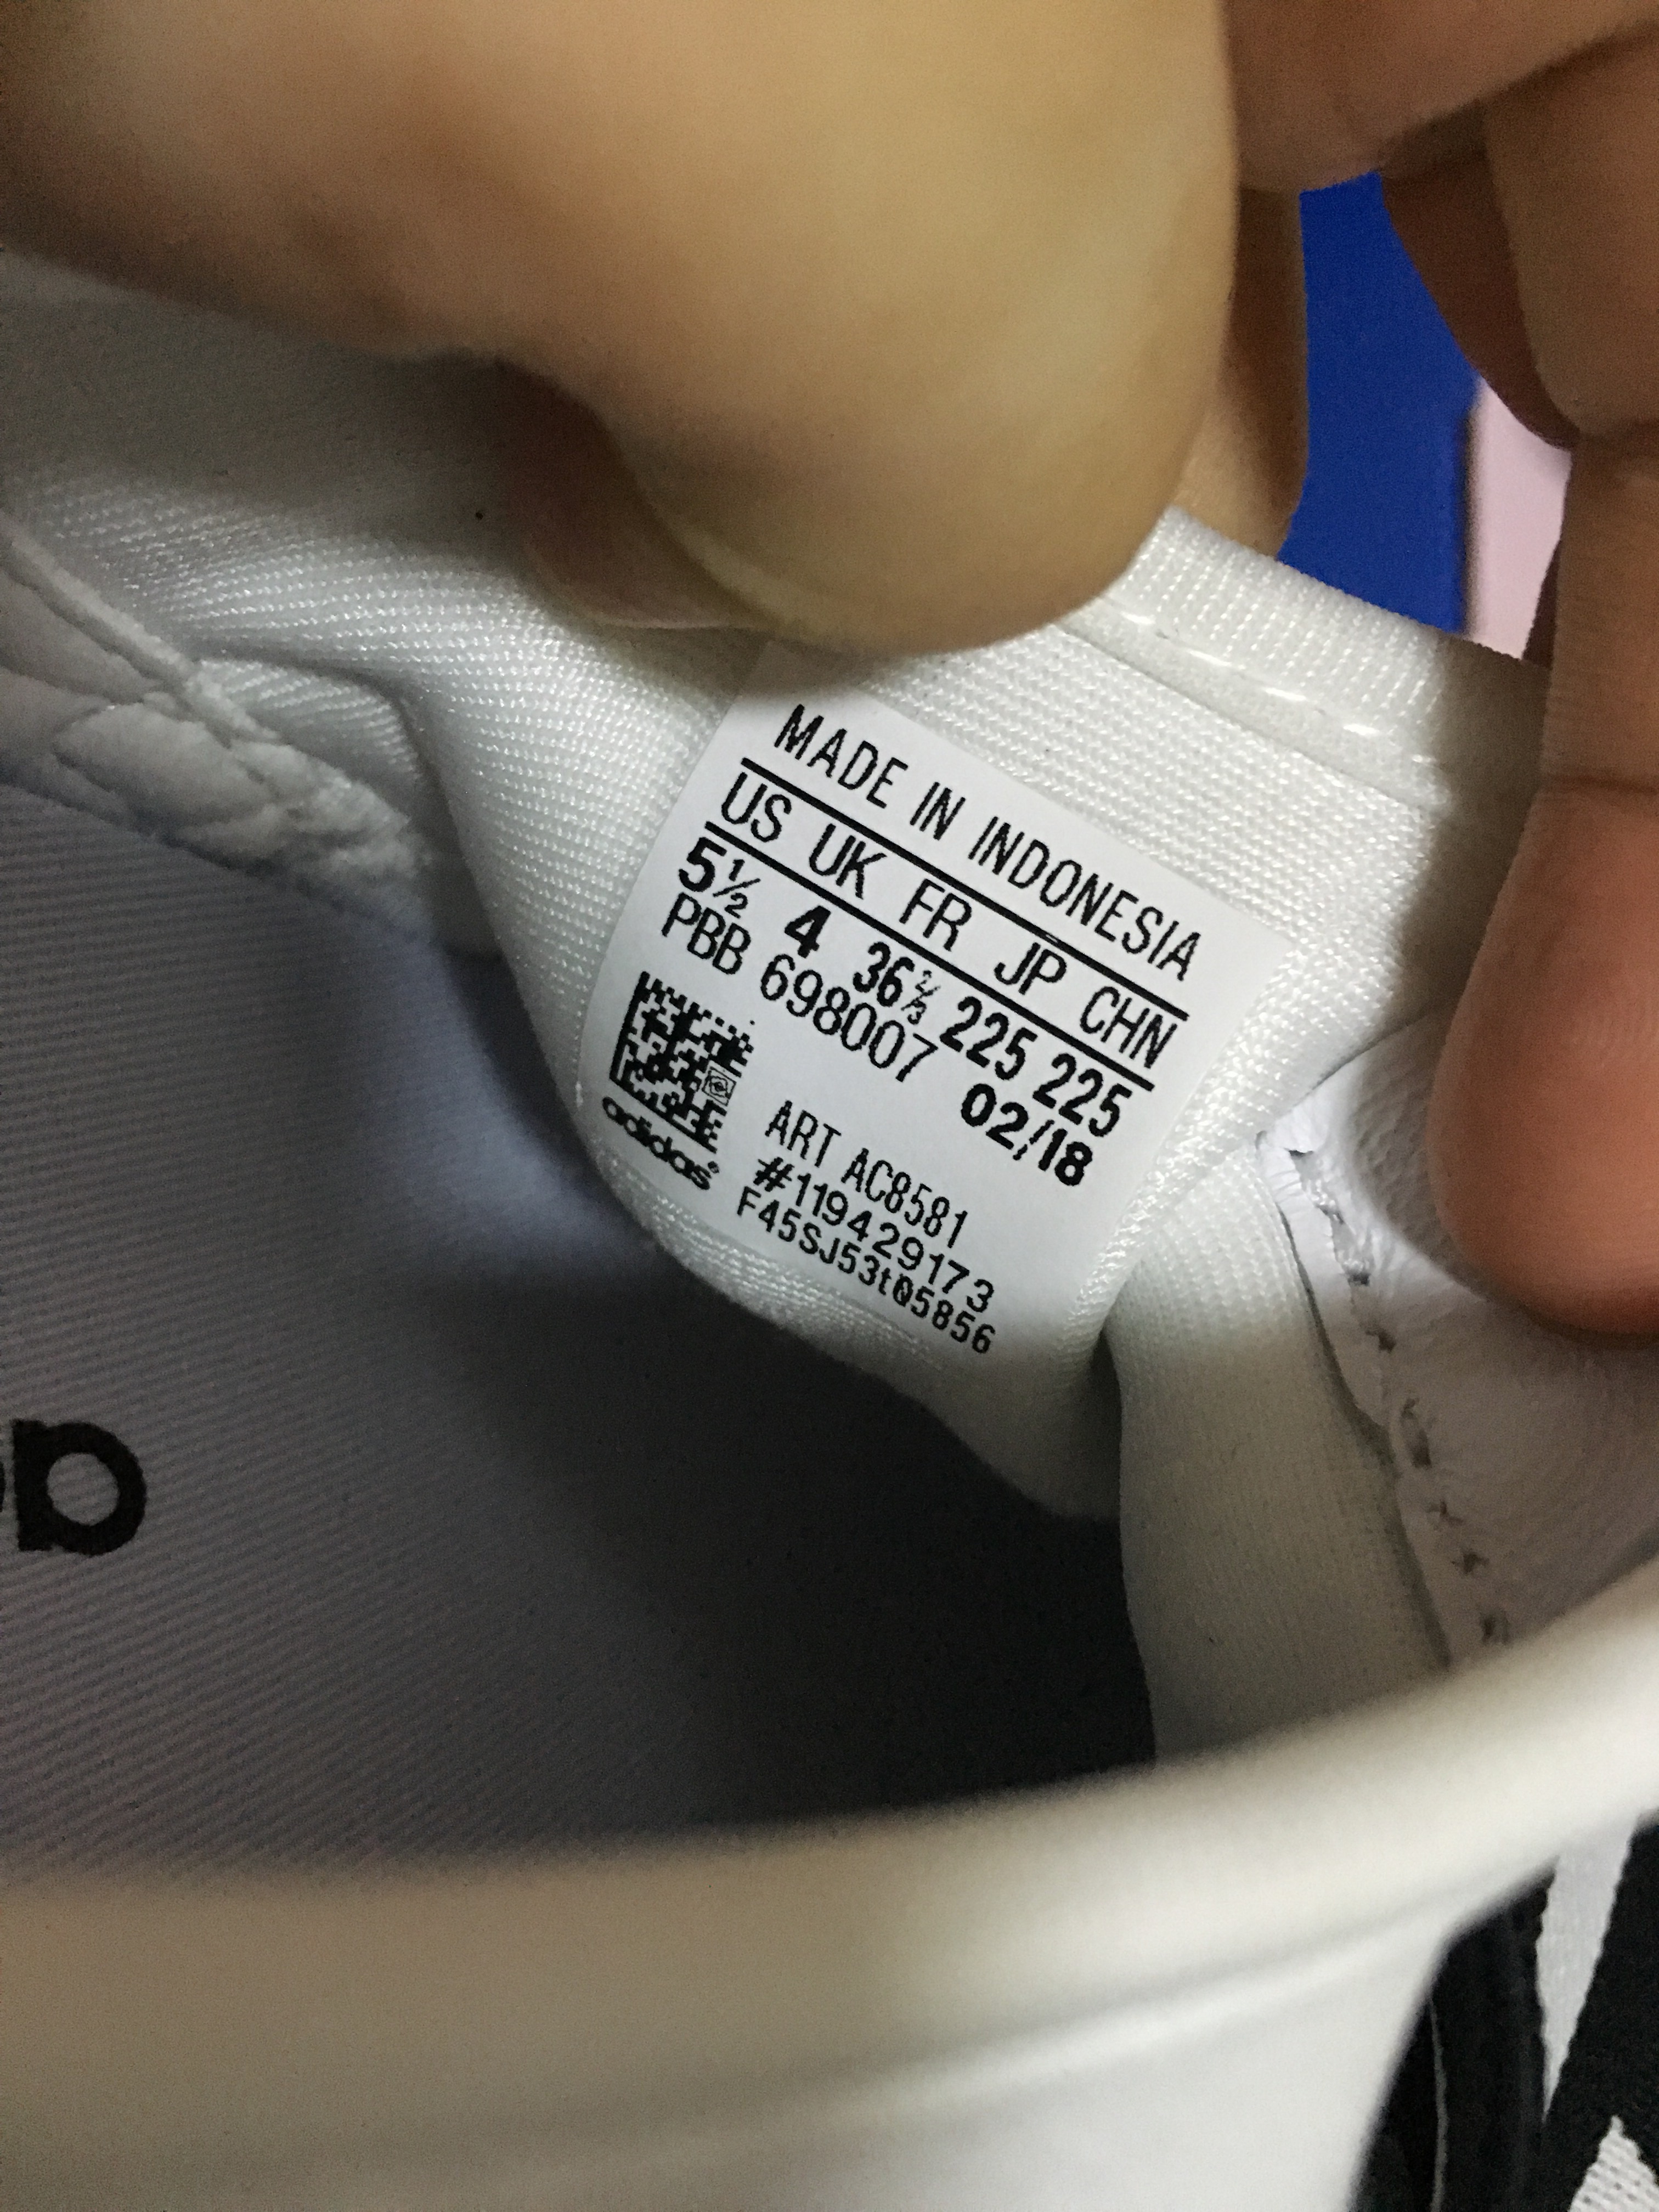 MADE IN INDONESIA
US UK FR JP CHN
5½ 4 36⅔ 225 225
PBB 698007 02/18
adidas
ART AC8581
#119429173
F45SJ53t05856
a